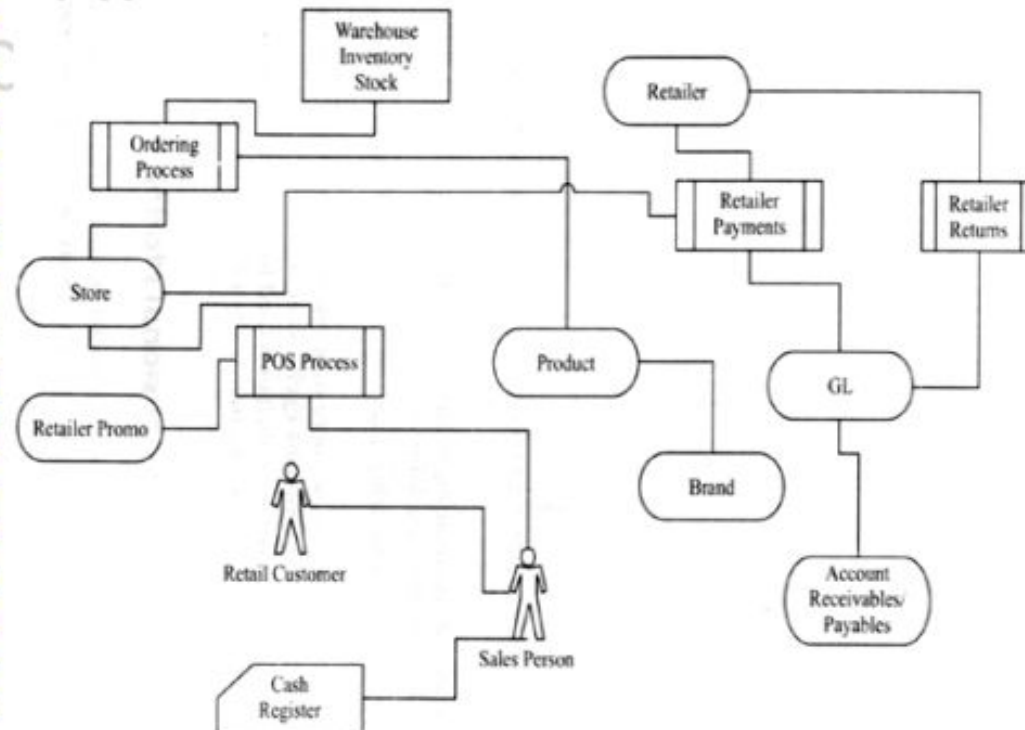 Warehouse
Inventory
Stock
Retailer
Ordering
Process
Retailer
Payments
Retailer
Returns
Store
POS Process
Product
GL
Retailer Promo
Brand
Retail Customer
Account
Receivables/
Payables
Sales Person
Cash
Register